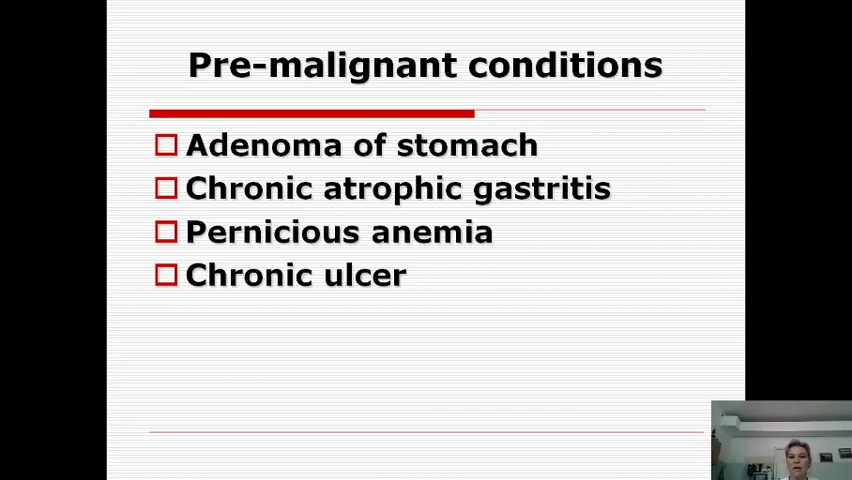 Pre-malignant conditions
Adenoma of stomach
Chronic atrophic gastritis
Pernicious anemia
Chronic ulcer